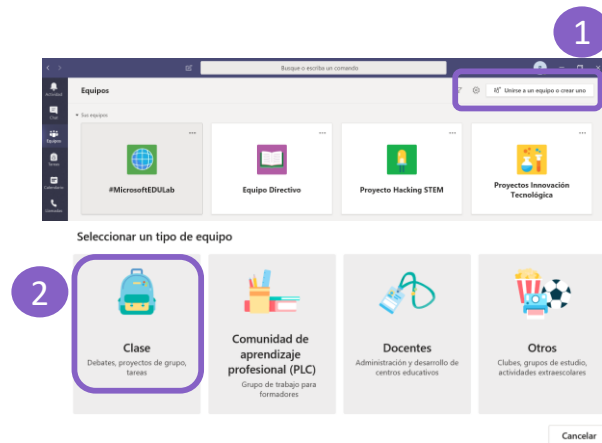 1
Busque o escriba un comando
Actividad
Equipos
Unirse a un equipo o crear uno
Chat
Sus equipos
Equipos
Tareas
Calendario
Llamadas
#MicrosoftEDULab
Equipo Directivo
Proyecto Hacking STEM
Proyectos Innovación
Tecnológica
Seleccionar un tipo de equipo
2
Clase
Debates, proyectos de grupo,
tareas
Comunidad de
aprendizaje
profesional (PLC)
Grupo de trabajo para
formadores
Docentes
Administración y desarrollo de
centros educativos
Otros
Clubes, grupos de estudio,
actividades extraescolares
Cancelar